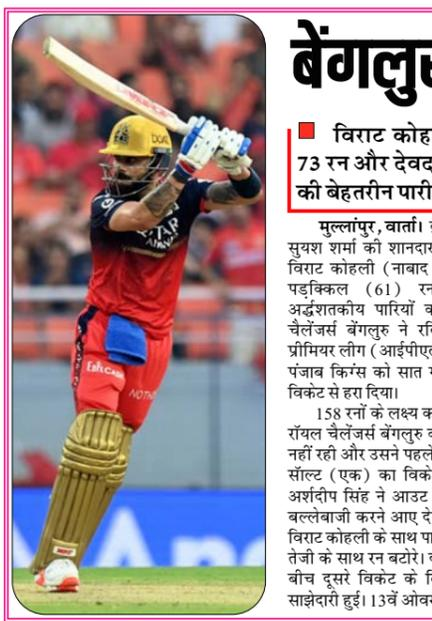 बेंगलुरु
विराट कोह
73 रन और देवद
की बेहतरीन पारी
मुल्लांपुर, वार्ता।
सुयश शर्मा की शानदार
विराट कोहली (नाबाद
पड़क्किल (61) रन
अर्द्धशतकीय पारियों क
चैलेंजर्स बेंगलुरु ने रवि
प्रीमियर लीग (आईपीएल
पंजाब किंग्स को सात
विकेट से हरा दिया।
158 रनों के लक्ष्य क
रॉयल चैलेंजर्स बेंगलुरु क
नहीं रही और उसने पहले
सॉल्ट (एक) का विके
अर्शदीप सिंह ने आउट
बल्लेबाजी करने आए दे
विराट कोहली के साथ पा
तेजी के साथ रन बटोरे।
बीच दूसरे विकेट के लि
साझेदारी हुई। 13वें ओवर